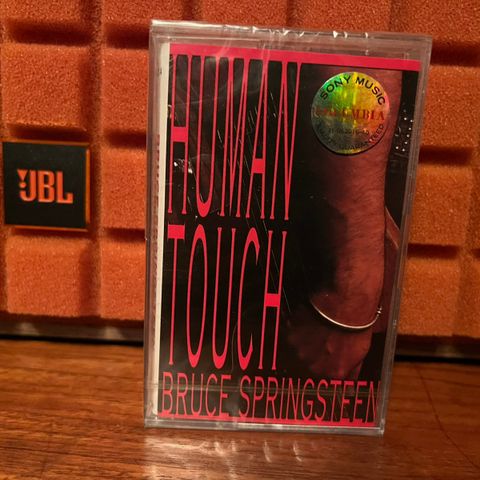 HUMAN
TOUCH
BRUCE SPRINGSTEEN
SONY MUSIC
COLUMBIA
JBL